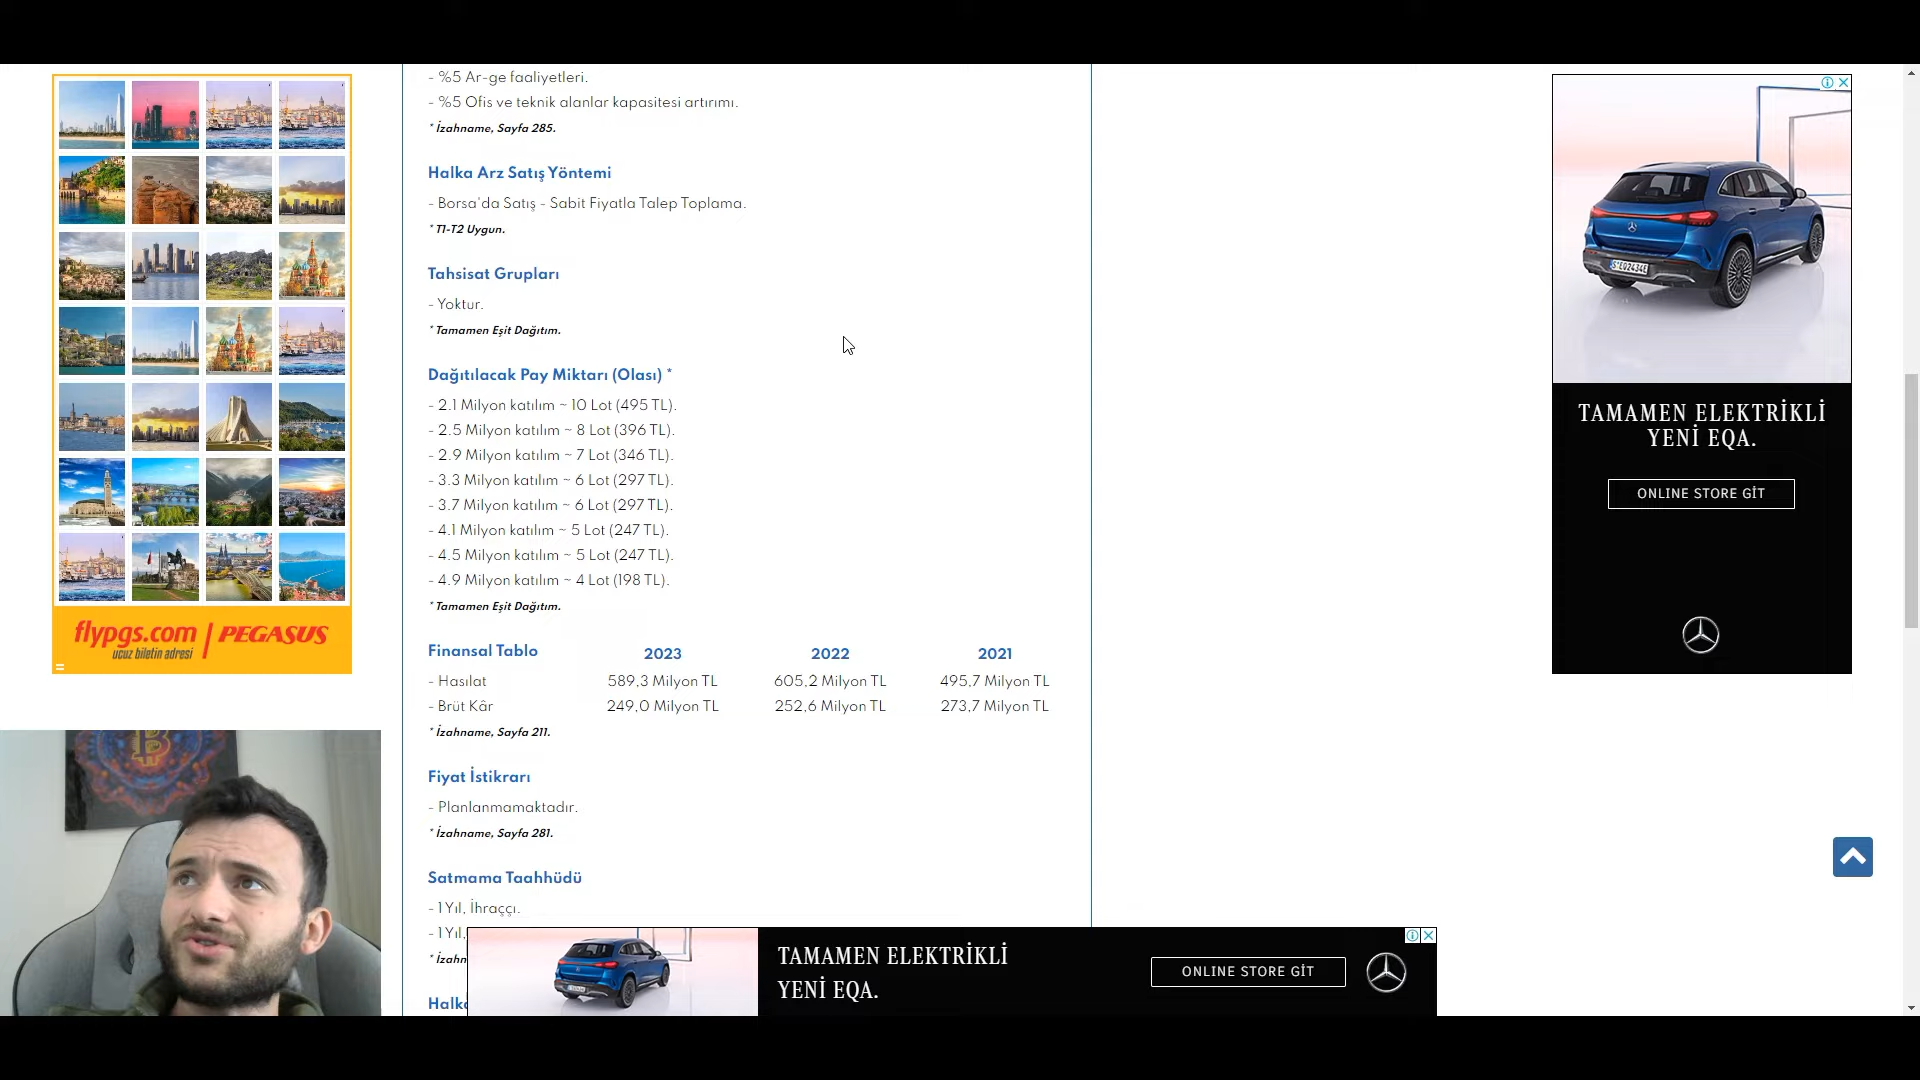 - %5 Ar-ge faaliyetleri.
- %5 Ofis ve teknik alanlar kapasitesi artırımı.
* İzahname, Sayfa 285.
Halka Arz Satış Yöntemi
- Borsa'da Satış - Sabit Fiyatla Talep Toplama.
* T1-T2 Uygun.
Tahsisat Grupları
- Yoktur.
* Tamamen Eşit Dağıtım.
Dağıtılacak Pay Miktarı (Olası) *
- 2.1 Milyon katılım ~ 10 Lot (495 TL).
- 2.5 Milyon katılım ~ 8 Lot (396 TL).
- 2.9 Milyon katılım ~ 7 Lot (346 TL).
- 3.3 Milyon katılım ~ 6 Lot (297 TL).
- 3.7 Milyon katılım ~ 6 Lot (297 TL).
- 4.1 Milyon katılım ~ 5 Lot (247 TL).
- 4.5 Milyon katılım ~ 5 Lot (247 TL).
- 4.9 Milyon katılım ~ 4 Lot (198 TL).
* Tamamen Eşit Dağıtım.
Finansal Tablo 2023 2022 2021
- Hasılat 589,3 Milyon TL 605,2 Milyon TL 495,7 Milyon TL
- Brüt Kâr 249,0 Milyon TL 252,6 Milyon TL 273,7 Milyon TL
* İzahname, Sayfa 211.
Fiyat İstikrarı
- Planlanmamaktadır.
* İzahname, Sayfa 281.
Satmama Taahhüdü
- 1 Yıl, İhraççı.
- 1 Yıl,
* İzahn
Halka
flypgs.com | PEGASUS
ucuz biletin adresi
TAMAMEN ELEKTRİKLİ
YENİ EQA.
ONLINE STORE GİT
TAMAMEN ELEKTRİKLİ
YENİ EQA.
ONLINE STORE GİT